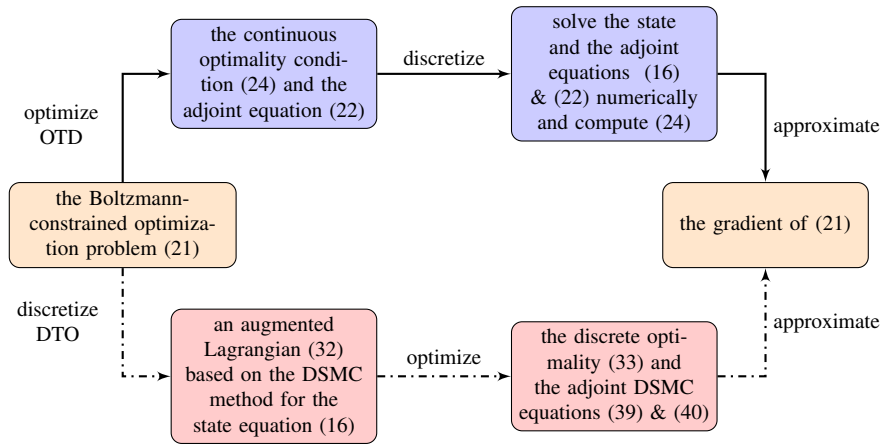 the continuous
optimality condi-
tion (24) and the
adjoint equation (22)
discretize
solve the state
and the adjoint
equations (16)
& (22) numerically
and compute (24)
optimize
OTD
approximate
the Boltzmann-
constrained optimiza-
tion problem (21)
the gradient of (21)
discretize
DTO
approximate
an augmented
Lagrangian (32)
based on the DSMC
method for the
state equation (16)
optimize
the discrete opti-
mality (33) and
the adjoint DSMC
equations (39) & (40)